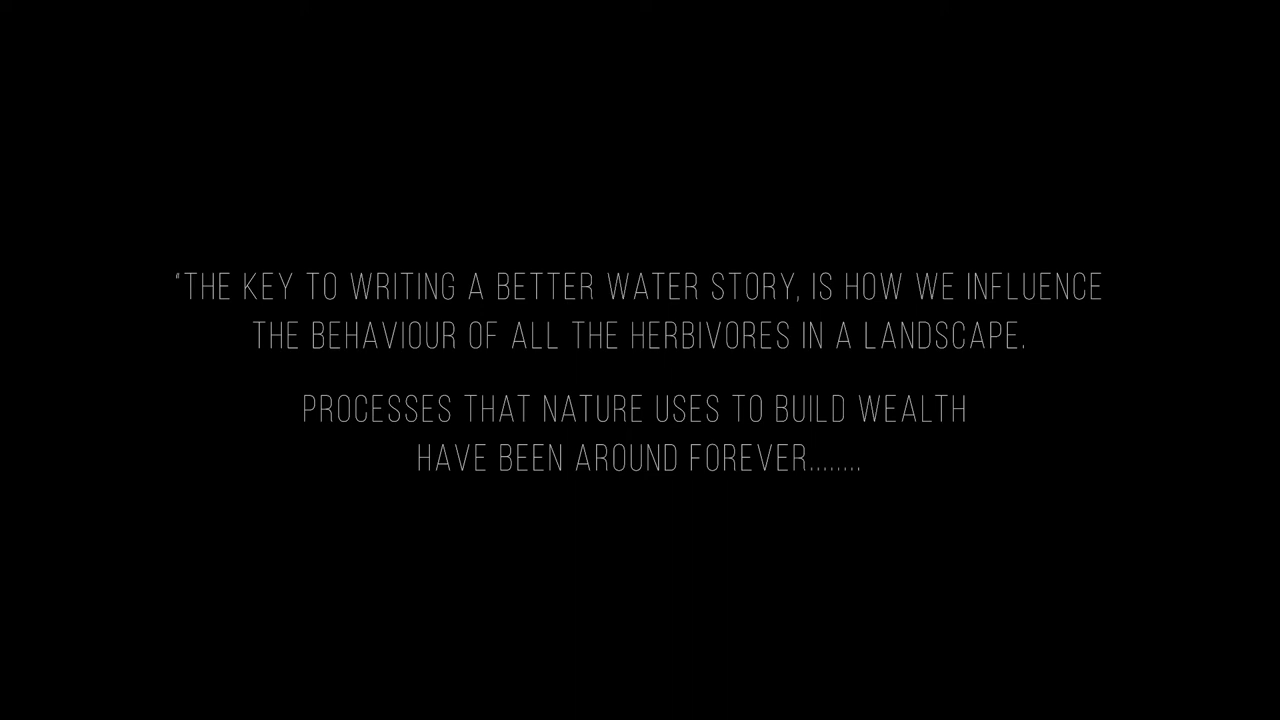 “THE KEY TO WRITING A BETTER WATER STORY, IS HOW WE INFLUENCE
THE BEHAVIOUR OF ALL THE HERBIVORES IN A LANDSCAPE.
PROCESSES THAT NATURE USES TO BUILD WEALTH
HAVE BEEN AROUND FOREVER........